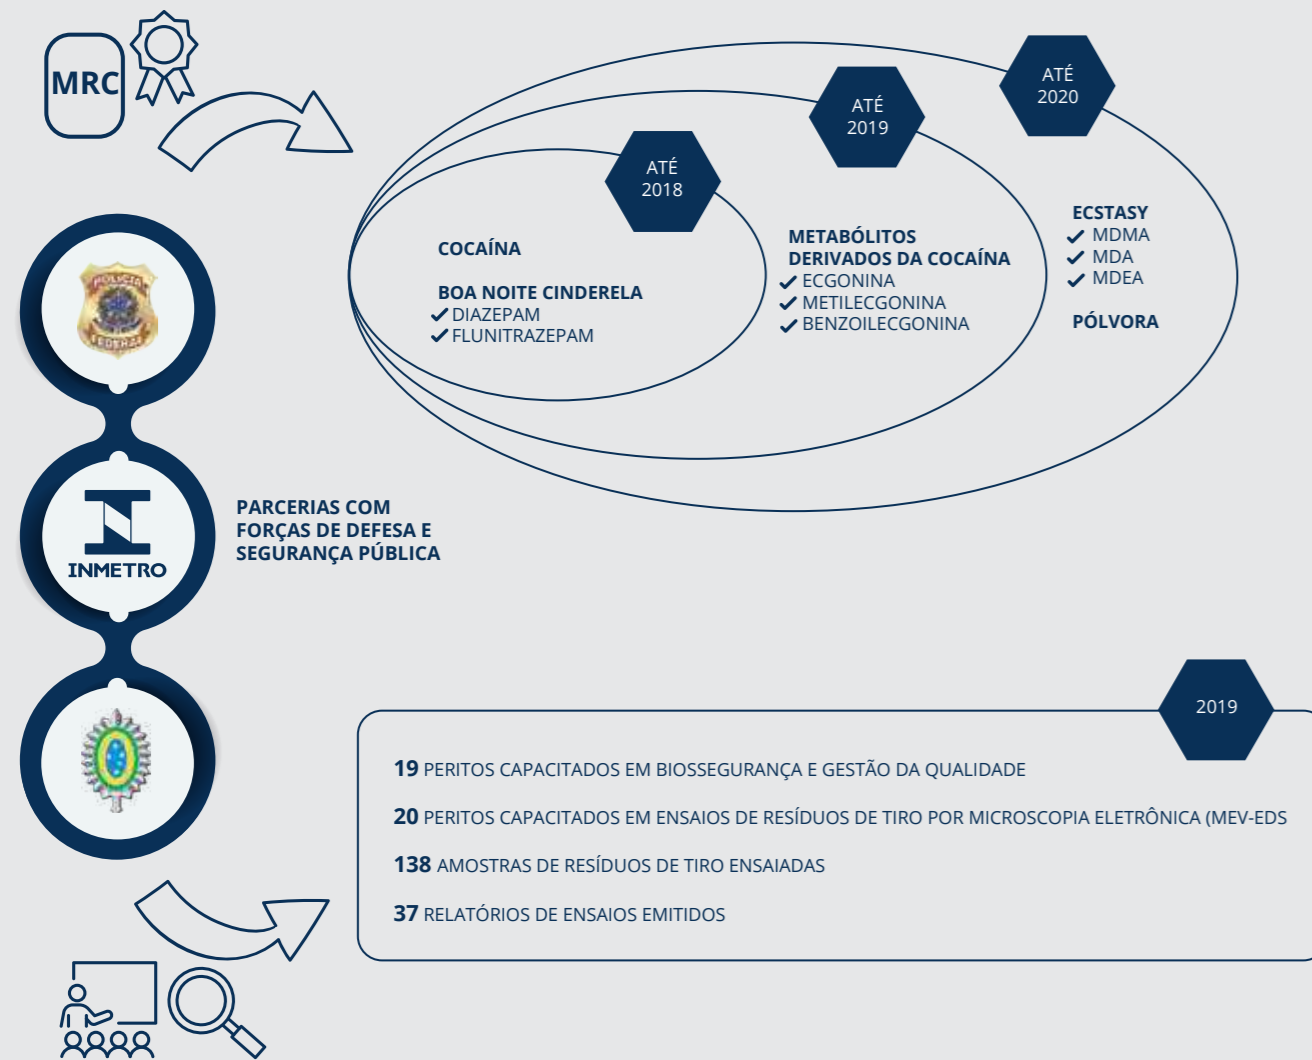 MRC
ATÉ
2018
ATÉ
2019
ATÉ
2020
COCAÍNA
BOA NOITE CINDERELA
DIAZEPAM
FLUNITRAZEPAM
METABÓLITOS
DERIVADOS DA COCAÍNA
ECGONINA
METILECGONINA
BENZOILECGONINA
ECSTASY
MDMA
MDA
MDEA
PÓLVORA
POLÍCIA
FEDERAL
INMETRO
PARCERIAS COM
FORÇAS DE DEFESA E
SEGURANÇA PÚBLICA
2019
19 PERITOS CAPACITADOS EM BIOSSEGURANÇA E GESTÃO DA QUALIDADE
20 PERITOS CAPACITADOS EM ENSAIOS DE RESÍDUOS DE TIRO POR MICROSCOPIA ELETRÔNICA (MEV-EDS
138 AMOSTRAS DE RESÍDUOS DE TIRO ENSAIADAS
37 RELATÓRIOS DE ENSAIOS EMITIDOS